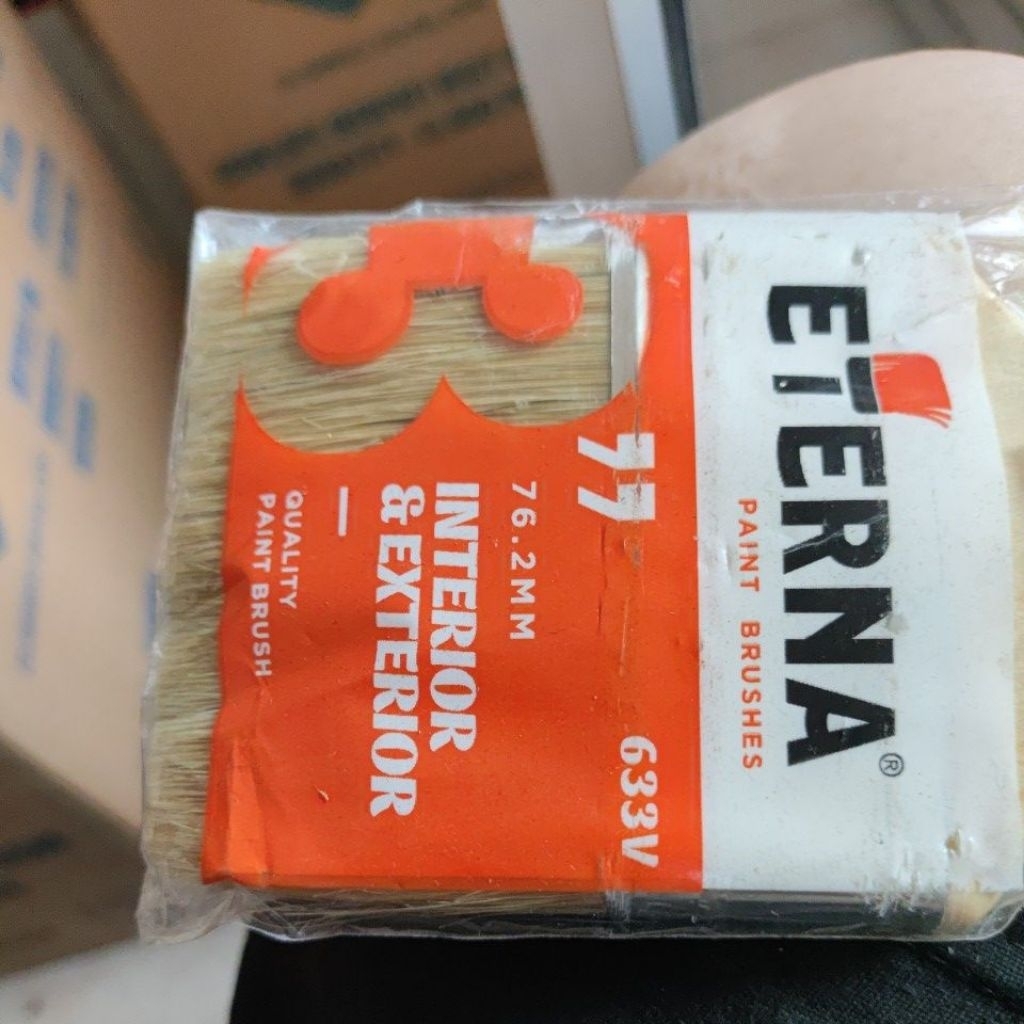 ETERNA®
PAINT BRUSHES
633V
3"
76.2MM
INTERIOR
& EXTERIOR
QUALITY
PAINT BRUSH